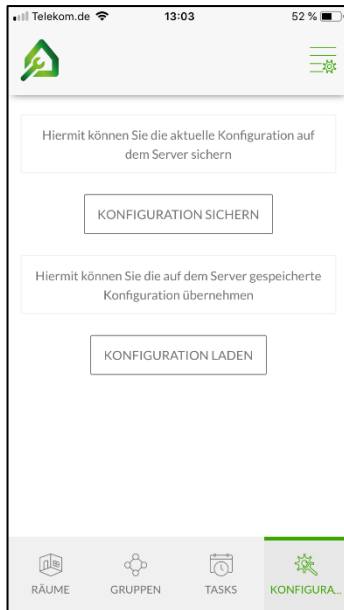 Telekom.de 13:03 52 %
Hiermit können Sie die aktuelle Konfiguration auf
dem Server sichern
KONFIGURATION SICHERN
Hiermit können Sie die auf dem Server gespeicherte
Konfiguration übernehmen
KONFIGURATION LADEN
RÄUME GRUPPEN TASKS KONFIGURA...